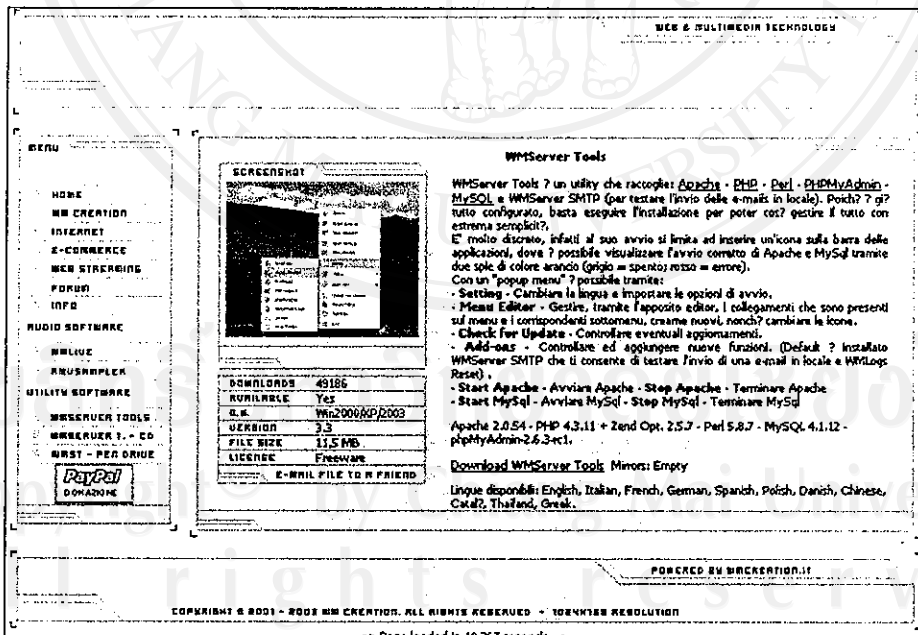 WEB & MULTIMEDIA TECHNOLOGY
MENU
HOME
WM CREATION
INTERNET
E-COMMERCE
WEB STREAMING
FORUM
INFO
AUDIO SOFTWARE
WMLIVE
UTILITY SOFTWARE
WMSERVER TOOLS
WMSERVER T. - CD
WMST - PEN DRIVE
PayPal
DONAZIONE
SCREENSHOT
DOWNLOADS 49186
AVAILABLE Yes
O.S. Win2000/XP/2003
VERSION 3.3
FILE SIZE 11,5 MB
LICENSE Freeware
E-MAIL FILE TO A FRIEND
WMServer Tools
WMServer Tools ? un utility che raccoglie: Apache - PHP - Perl - PHPMyAdmin -
MySQL e WMServer SMTP (per testare l'invio delle e-mails in locale). Poich? ? gi?
tutto configurato, basta eseguire l'installazione per poter cos? gestire il tutto con
estrema semplicit?.
E' molto discreto, infatti al suo avvio si limita ad inserire un'icona sulla barra delle
applicazioni, dove ? possibile visualizzare l'avvio corretto di Apache e MySql tramite
due spie di colore arancio (grigio = spento; rosso = errore).
Con un "popup menu" ? possibile tramite:
- Setting - Cambiare la lingua e impostare le opzioni di avvio.
- Menu Editor - Gestire, tramite l'apposito editor, i collegamenti che sono presenti
sul menu e i corrispondenti sottomenu, crearne nuovi, nonch? cambiare le icone.
- Check for Update - Controllare eventuali aggiornamenti.
- Add-ons - Controllare ed aggiungere nuove funzioni. (Default ? installato
WMServer SMTP che ti consente di testare l'invio di una e-mail in locale e WMLogs
Reset) .
- Start Apache - Avviare Apache - Stop Apache - Terminare Apache
- Start MySql - Avviare MySql - Stop MySql - Terminare MySql
Apache 2.0.54 - PHP 4.3.11 + Zend Opt. 2.5.7 - Perl 5.8.7 - MySQL 4.1.12 -
phpMyAdmin-2.6.3-rc1.
Download WMServer Tools Mirrors: Empty
Lingue disponibili: English, Italian, French, German, Spanish, Polish, Danish, Chinese,
Catal?, Thailand, Greek.
POWERED BY WMCREATION.IT
COPYRIGHT © 2001 - 2003 WM CREATION. ALL RIGHTS RESERVED - 1024X768 RESOLUTION